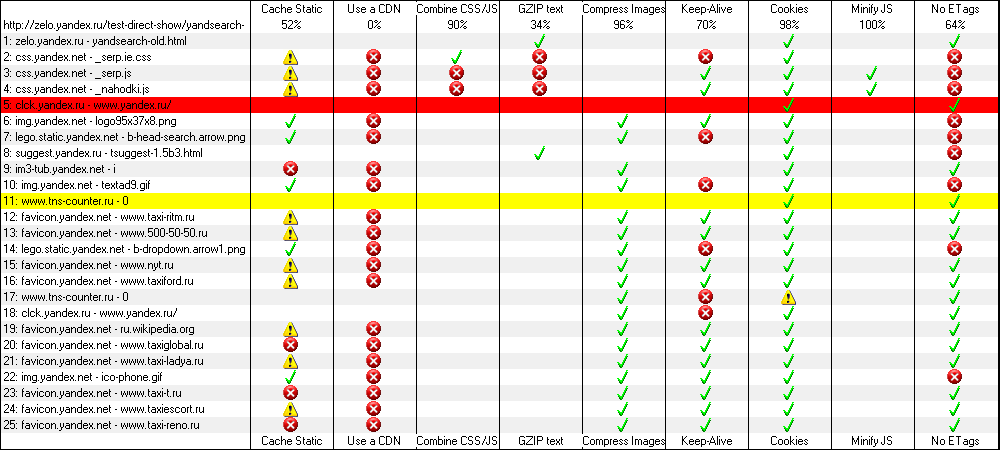 Cache Static Use a CDN Combine CSS/JS GZIP text Compress Images Keep-Alive Cookies Minify JS No ETags
http://zelo.yandex.ru/test-direct-show/yandsearch- 52% 0% 90% 34% 96% 70% 98% 100% 64%
1: zelo.yandex.ru - yandsearch-old.html
2: css.yandex.net - _serp.ie.css
3: css.yandex.net - _serp.js
4: css.yandex.net - _nahodki.js
5: clck.yandex.ru - www.yandex.ru/
6: img.yandex.net - logo95x37x8.png
7: lego.static.yandex.net - b-head-search.arrow.png
8: suggest.yandex.ru - tsuggest-1.5b3.html
9: im3-tub.yandex.net - i
10: img.yandex.net - textad9.gif
11: www.tns-counter.ru - 0
12: favicon.yandex.net - www.taxi-ritm.ru
13: favicon.yandex.net - www.500-50-50.ru
14: lego.static.yandex.net - b-dropdown.arrow1.png
15: favicon.yandex.net - www.nyt.ru
16: favicon.yandex.net - www.taxiford.ru
17: www.tns-counter.ru - 0
18: clck.yandex.ru - www.yandex.ru/
19: favicon.yandex.net - ru.wikipedia.org
20: favicon.yandex.net - www.taxiglobal.ru
21: favicon.yandex.net - www.taxi-ladya.ru
22: img.yandex.net - ico-phone.gif
23: favicon.yandex.net - www.taxi-t.ru
24: favicon.yandex.net - www.taxiescort.ru
25: favicon.yandex.net - www.taxi-reno.ru
Cache Static Use a CDN Combine CSS/JS GZIP text Compress Images Keep-Alive Cookies Minify JS No ETags